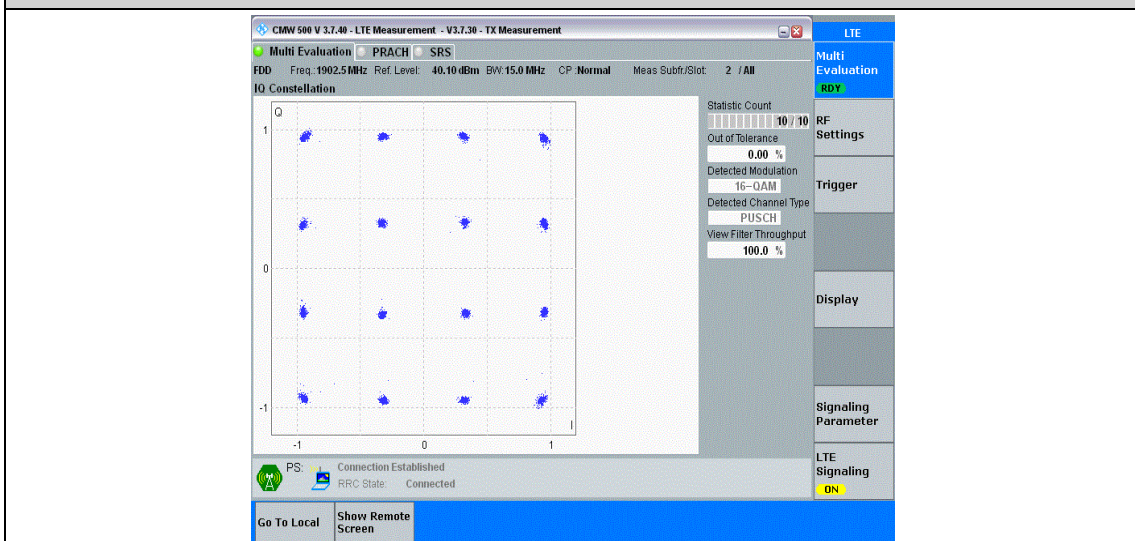 CMW 500 V 3.7.40 - LTE Measurement - V3.7.30 - TX Measurement
LTE
Multi Evaluation PRACH SRS
Multi
Evaluation
RDY
FDD Freq.:1902.5 MHz Ref. Level: 40.10 dBm BW:15.0 MHz CP :Normal Meas Subfr./Slot: 2 / All
IQ Constellation
Q
1
0
-1
I
-1 0 1
Statistic Count
10 / 10
Out of Tolerance
0.00 %
Detected Modulation
16-QAM
Detected Channel Type
PUSCH
View Filter Throughput
100.0 %
RF
Settings
Trigger
Display
Signaling
Parameter
LTE
Signaling
ON
PS: Connection Established
RRC State: Connected
Go To Local
Show Remote
Screen